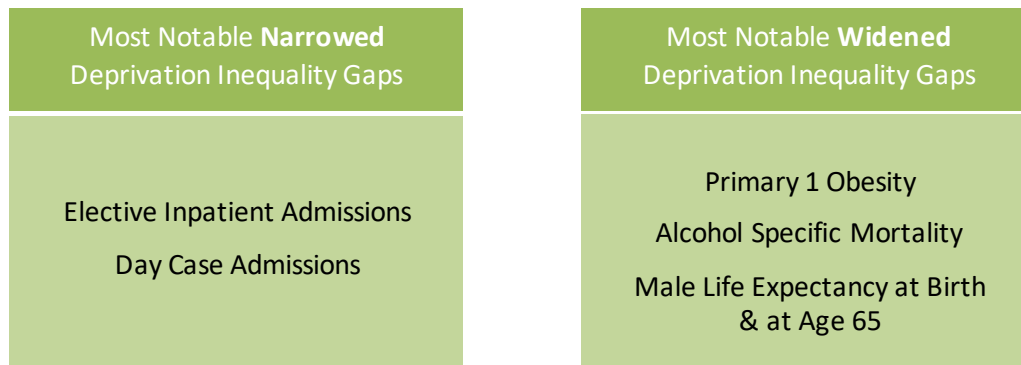 Most Notable Narrowed
Deprivation Inequality Gaps
Elective Inpatient Admissions
Day Case Admissions
Most Notable Widened
Deprivation Inequality Gaps
Primary 1 Obesity
Alcohol Specific Mortality
Male Life Expectancy at Birth
& at Age 65